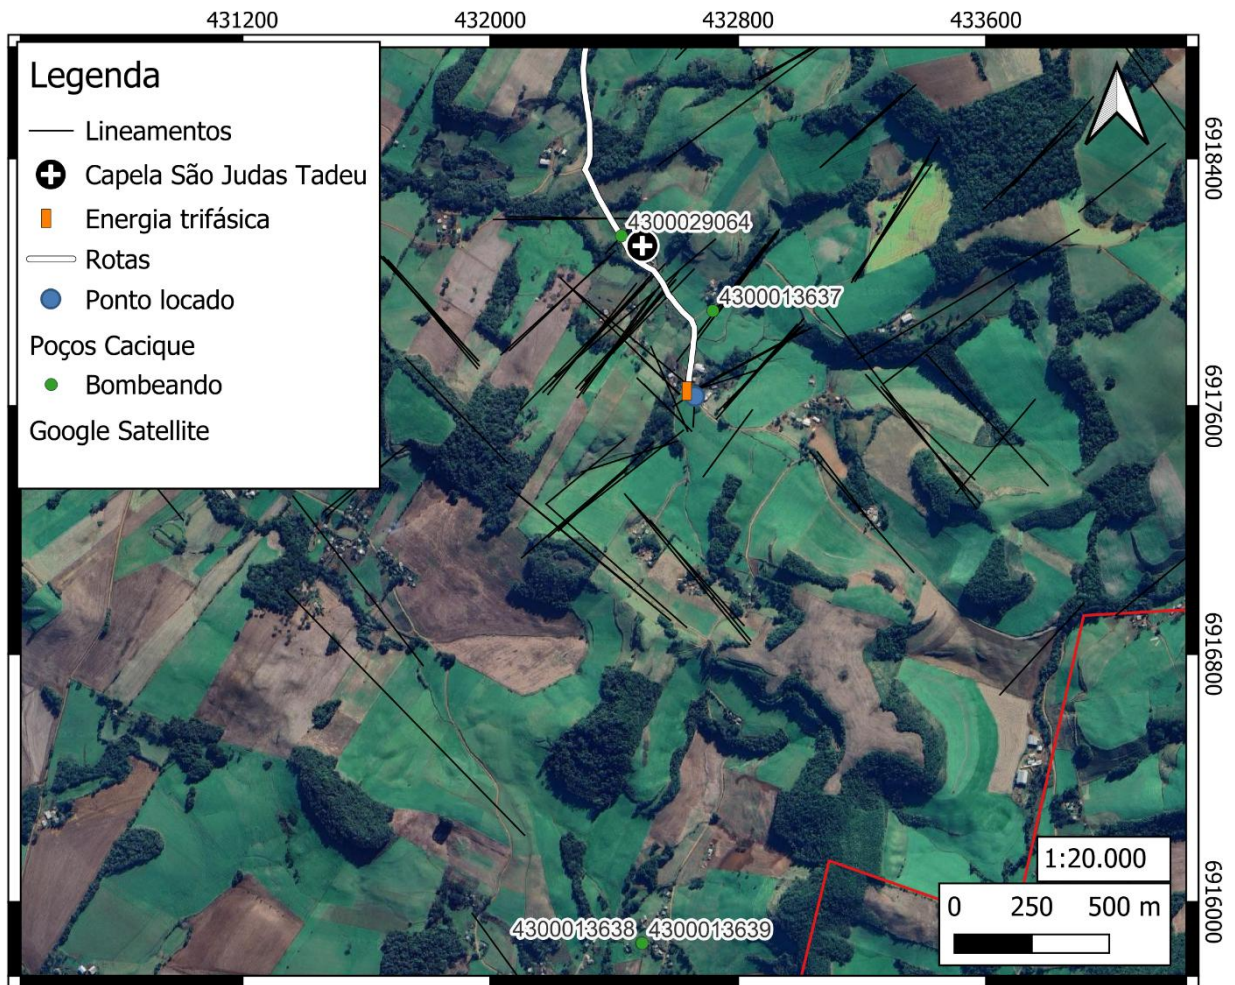 431200 432000 432800 433600
Legenda
Lineamentos
Capela São Judas Tadeu
Energia trifásica
Rotas
Ponto locado
Poços Cacique
Bombeando
Google Satellite
4300029064
4300013637
4300013638 4300013639
6918400
6917600
6916800
6916000
1:20.000
0 250 500 m